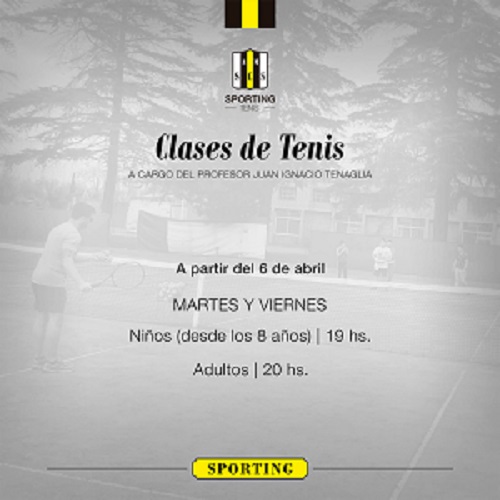 SPORTING
TENIS
Clases de Tenis
A CARGO DEL PROFESOR JUAN IGNACIO TENAGLIA
A partir del 6 de abril
MARTES Y VIERNES
Niños (desde los 8 años) | 19 hs.
Adultos | 20 hs.
SPORTING